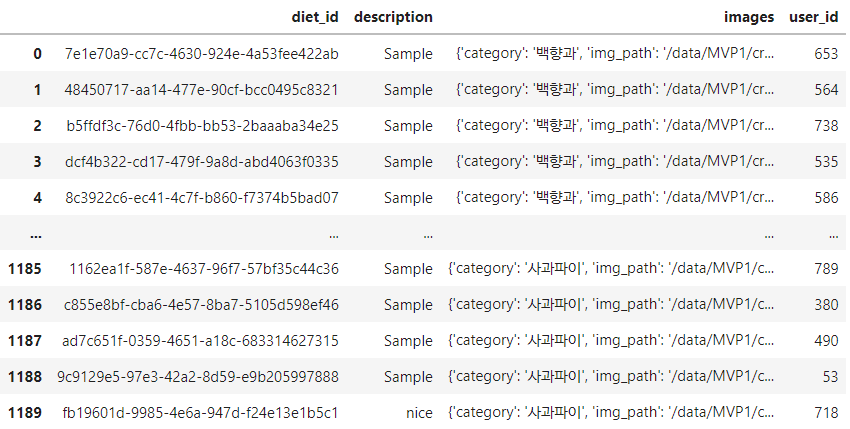 diet_id description images user_id
0 7e1e70a9-cc7c-4630-924e-4a53fee422ab Sample {'category': '백향과', 'img_path': '/data/MVP1/cr... 653
1 48450717-aa14-477e-90cf-bcc0495c8321 Sample {'category': '백향과', 'img_path': '/data/MVP1/cr... 564
2 b5ffdf3c-76d0-4fbb-bb53-2baaaba34e25 Sample {'category': '백향과', 'img_path': '/data/MVP1/cr... 738
3 dcf4b322-cd17-479f-9a8d-abd4063f0335 Sample {'category': '백향과', 'img_path': '/data/MVP1/cr... 535
4 8c3922c6-ec41-4c7f-b860-f7374b5bad07 Sample {'category': '백향과', 'img_path': '/data/MVP1/cr... 586
... ... ... ... ...
1185 1162ea1f-587e-4637-96f7-57bf35c44c36 Sample {'category': '사과파이', 'img_path': '/data/MVP1/c... 789
1186 c855e8bf-cba6-4e57-8ba7-5105d598ef46 Sample {'category': '사과파이', 'img_path': '/data/MVP1/c... 380
1187 ad7c651f-0359-4651-a18c-683314627315 Sample {'category': '사과파이', 'img_path': '/data/MVP1/c... 490
1188 9c9129e5-97e3-42a2-8d59-e9b205997888 Sample {'category': '사과파이', 'img_path': '/data/MVP1/c... 53
1189 fb19601d-9985-4e6a-947d-f24e13e1b5c1 nice {'category': '사과파이', 'img_path': '/data/MVP1/c... 718